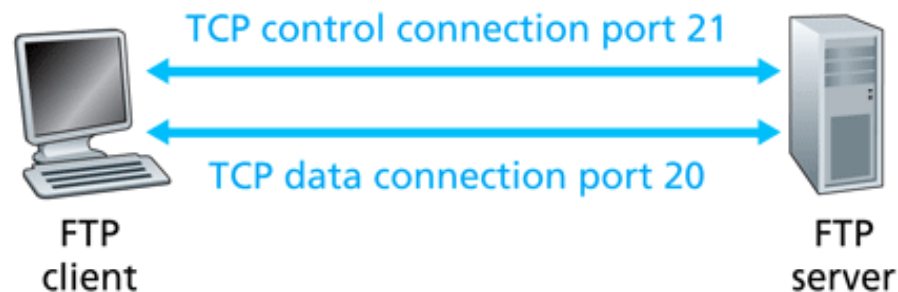 TCP control connection port 21
TCP data connection port 20
FTP
client
FTP
server